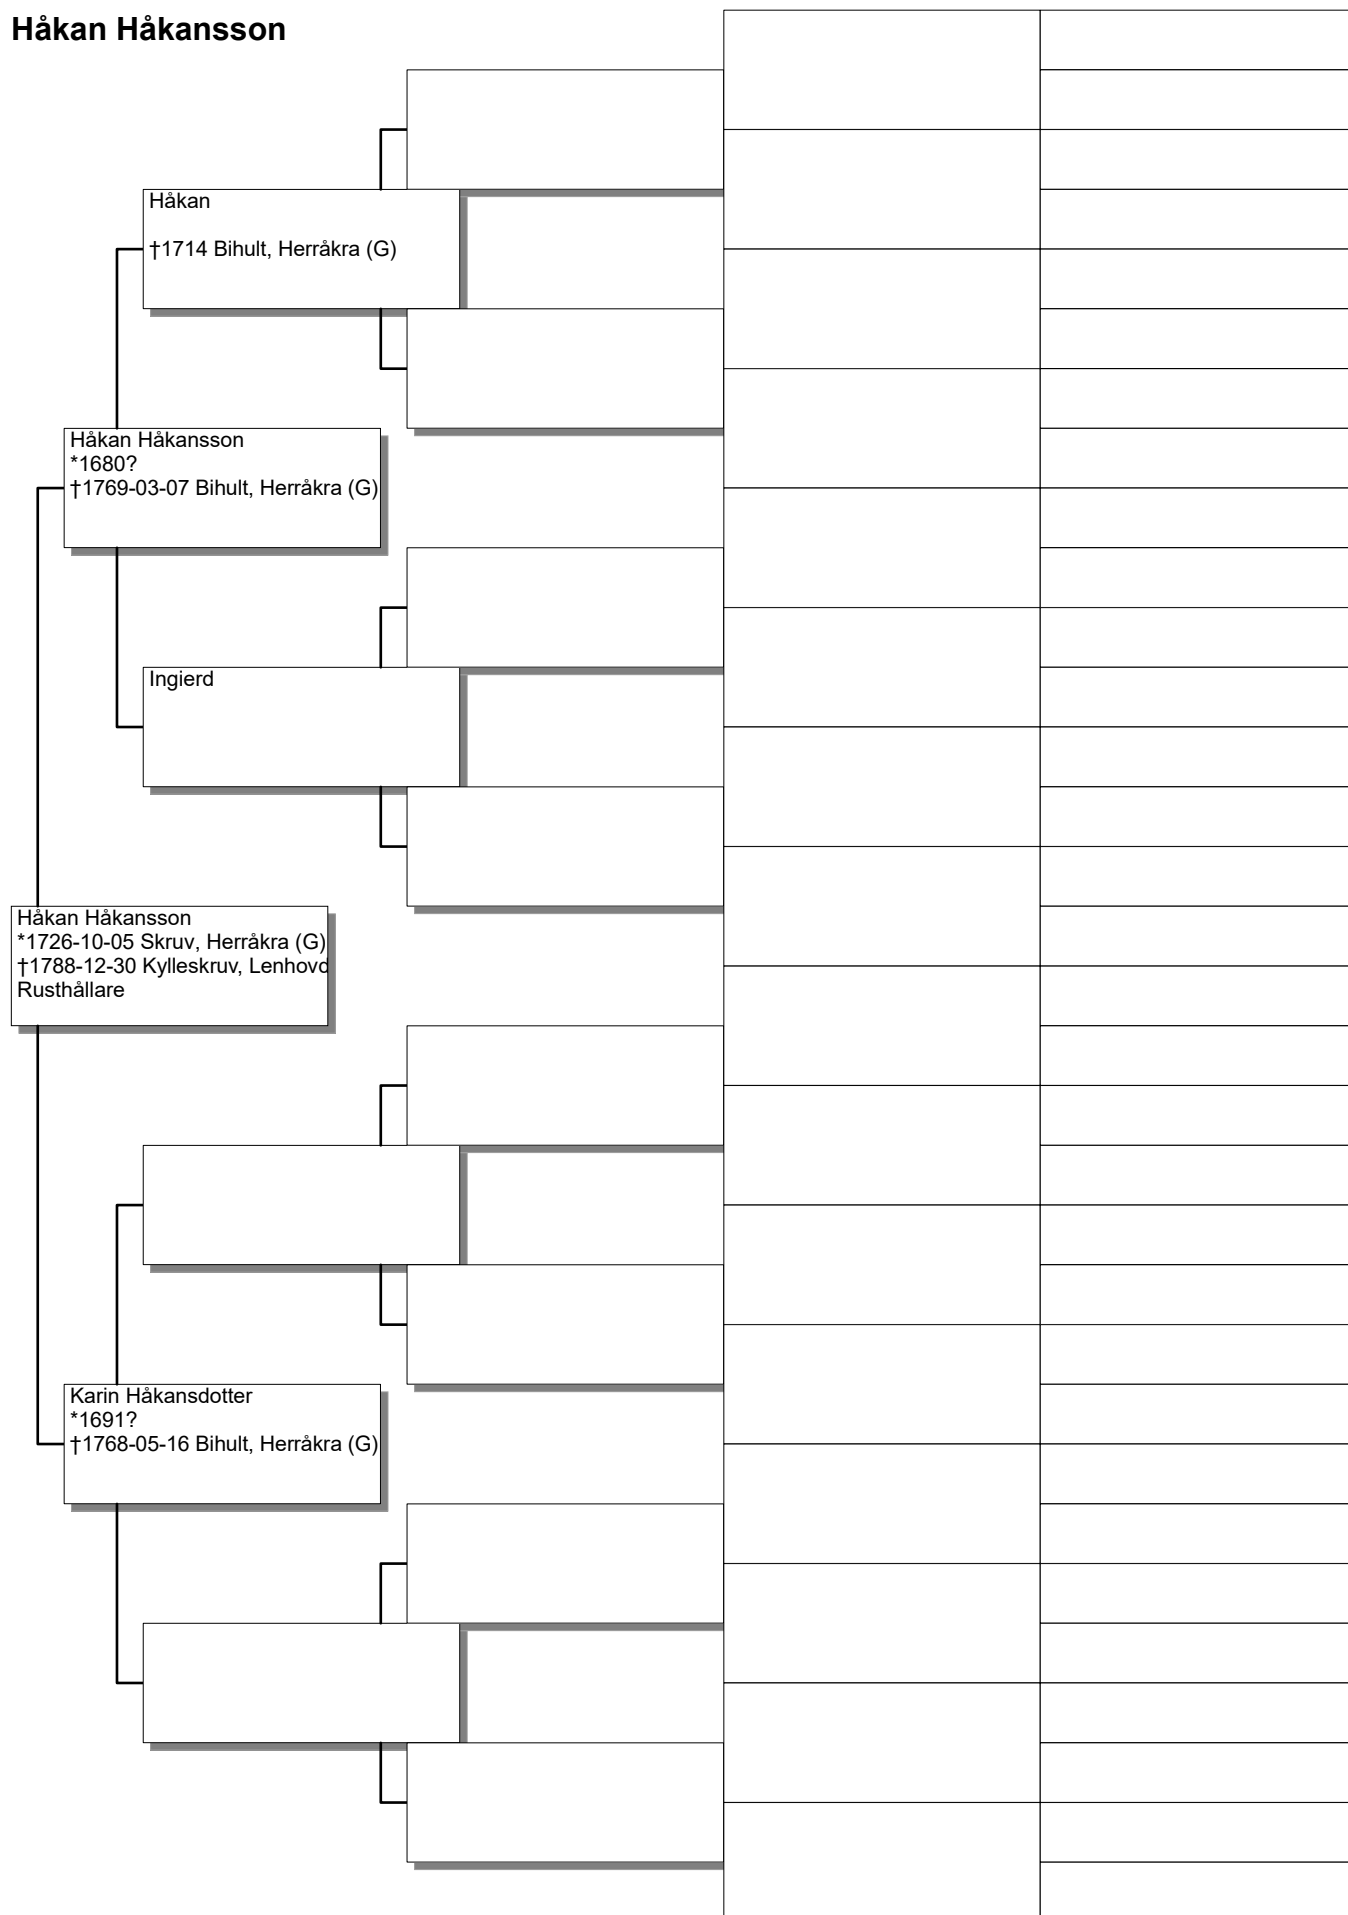 Håkan Håkansson
Håkan
†1714 Bihult, Herråkra (G)
Håkan Håkansson
*1680?
†1769-03-07 Bihult, Herråkra (G)
Ingierd
Håkan Håkansson
*1726-10-05 Skruv, Herråkra (G)
†1788-12-30 Kylleskruv, Lenhovd
Rusthållare
Karin Håkansdotter
*1691?
†1768-05-16 Bihult, Herråkra (G)